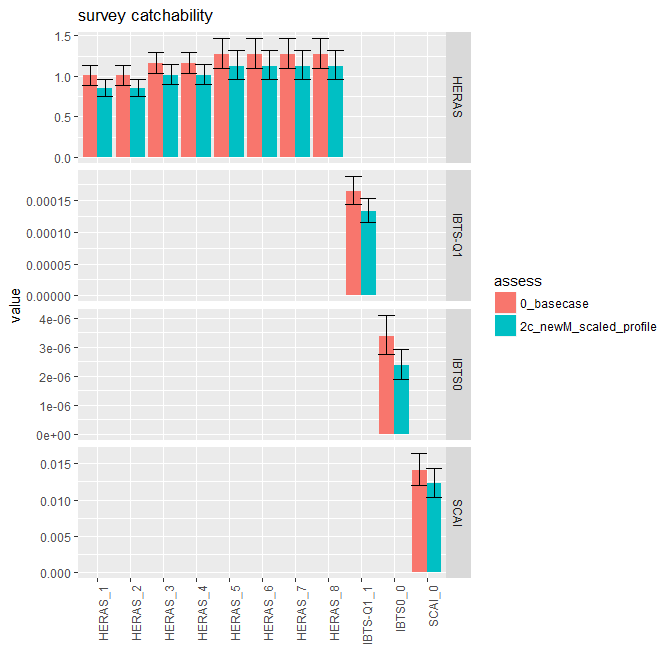 survey catchability
value
1.5
1.0
0.5
0.0
HERAS
0.00015
0.00010
0.00005
0.00000
IBTS-Q1
4e-06
3e-06
2e-06
1e-06
0e+00
IBTS0
0.015
0.010
0.005
0.000
SCAI
HERAS_1
HERAS_2
HERAS_3
HERAS_4
HERAS_5
HERAS_6
HERAS_7
HERAS_8
IBTS-Q1_1
IBTS0_0
SCAI_0
assess
0_basecase
2c_newM_scaled_profile